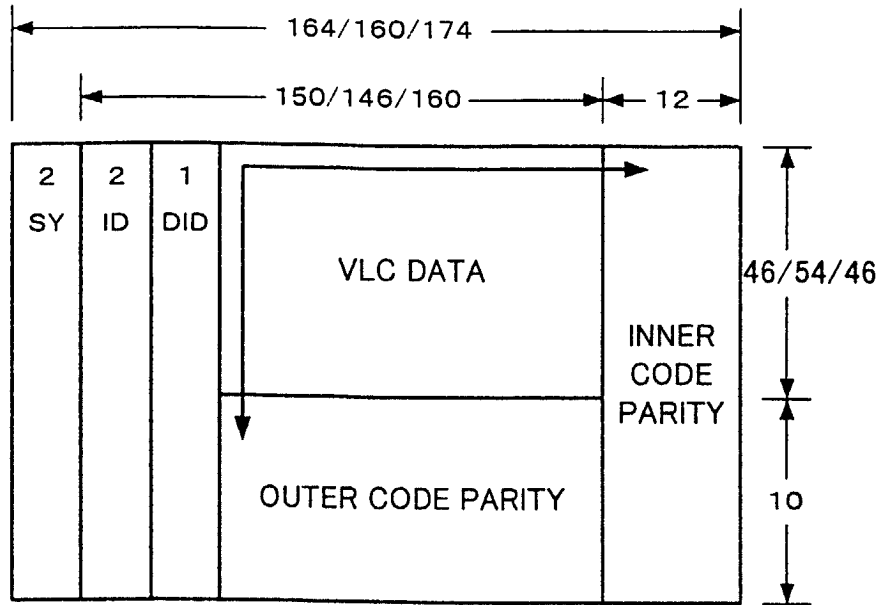 164/160/174
150/146/160
12
2
2
1
SY
ID
DID
VLC DATA
46/54/46
INNER
CODE
PARITY
OUTER CODE PARITY
10